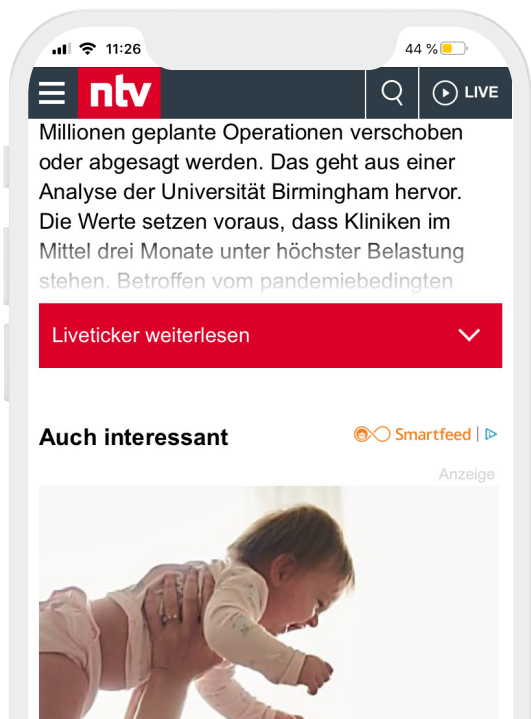 11:26
44 %
ntv
LIVE
Millionen geplante Operationen verschoben
oder abgesagt werden. Das geht aus einer
Analyse der Universität Birmingham hervor.
Die Werte setzen voraus, dass Kliniken im
Mittel drei Monate unter höchster Belastung
stehen. Betroffen vom pandemiebedingten
Liveticker weiterlesen
Auch interessant
Smartfeed
Anzeige